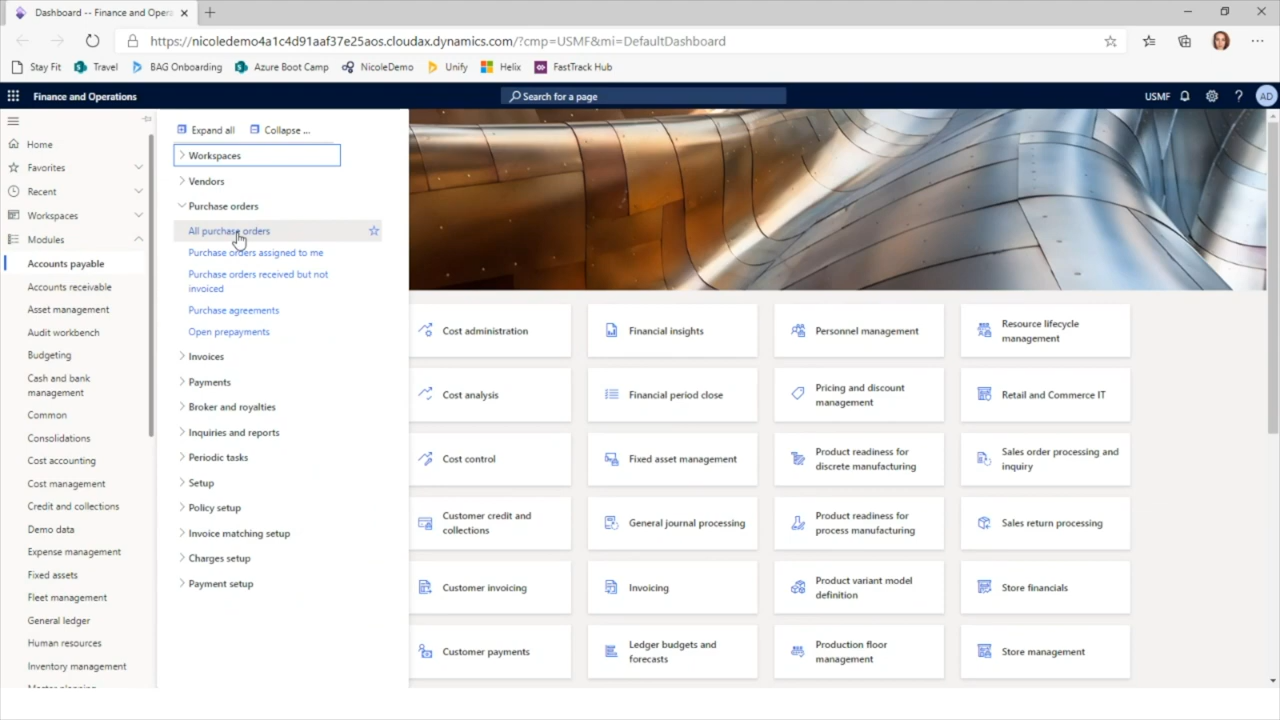 Dashboard -- Finance and Opera
https://nicoledemo4a1c4d91aaf37e25aos.cloudax.dynamics.com/?cmp=USMF&mi=DefaultDashboard
Stay Fit Travel BAG Onboarding Azure Boot Camp NicoleDemo Unify Helix FastTrack Hub
Finance and Operations Search for a page USMF ? AD
Home
Favorites
Recent
Workspaces
Modules
Accounts payable
Accounts receivable
Asset management
Audit workbench
Budgeting
Cash and bank
management
Common
Consolidations
Cost accounting
Cost management
Credit and collections
Demo data
Expense management
Fixed assets
Fleet management
General ledger
Human resources
Inventory management
Expand all Collapse ...
Workspaces
Vendors
Purchase orders
All purchase orders
Purchase orders assigned to me
Purchase orders received but not
invoiced
Purchase agreements
Open prepayments
Invoices
Payments
Broker and royalties
Inquiries and reports
Periodic tasks
Setup
Policy setup
Invoice matching setup
Charges setup
Payment setup
Cost administration
Cost analysis
Cost control
Customer credit and
collections
Customer invoicing
Customer payments
Financial insights
Financial period close
Fixed asset management
General journal processing
Invoicing
Ledger budgets and
forecasts
Personnel management
Pricing and discount
management
Product readiness for
discrete manufacturing
Product readiness for
process manufacturing
Product variant model
definition
Production floor
management
Resource lifecycle
management
Retail and Commerce IT
Sales order processing and
inquiry
Sales return processing
Store financials
Store management